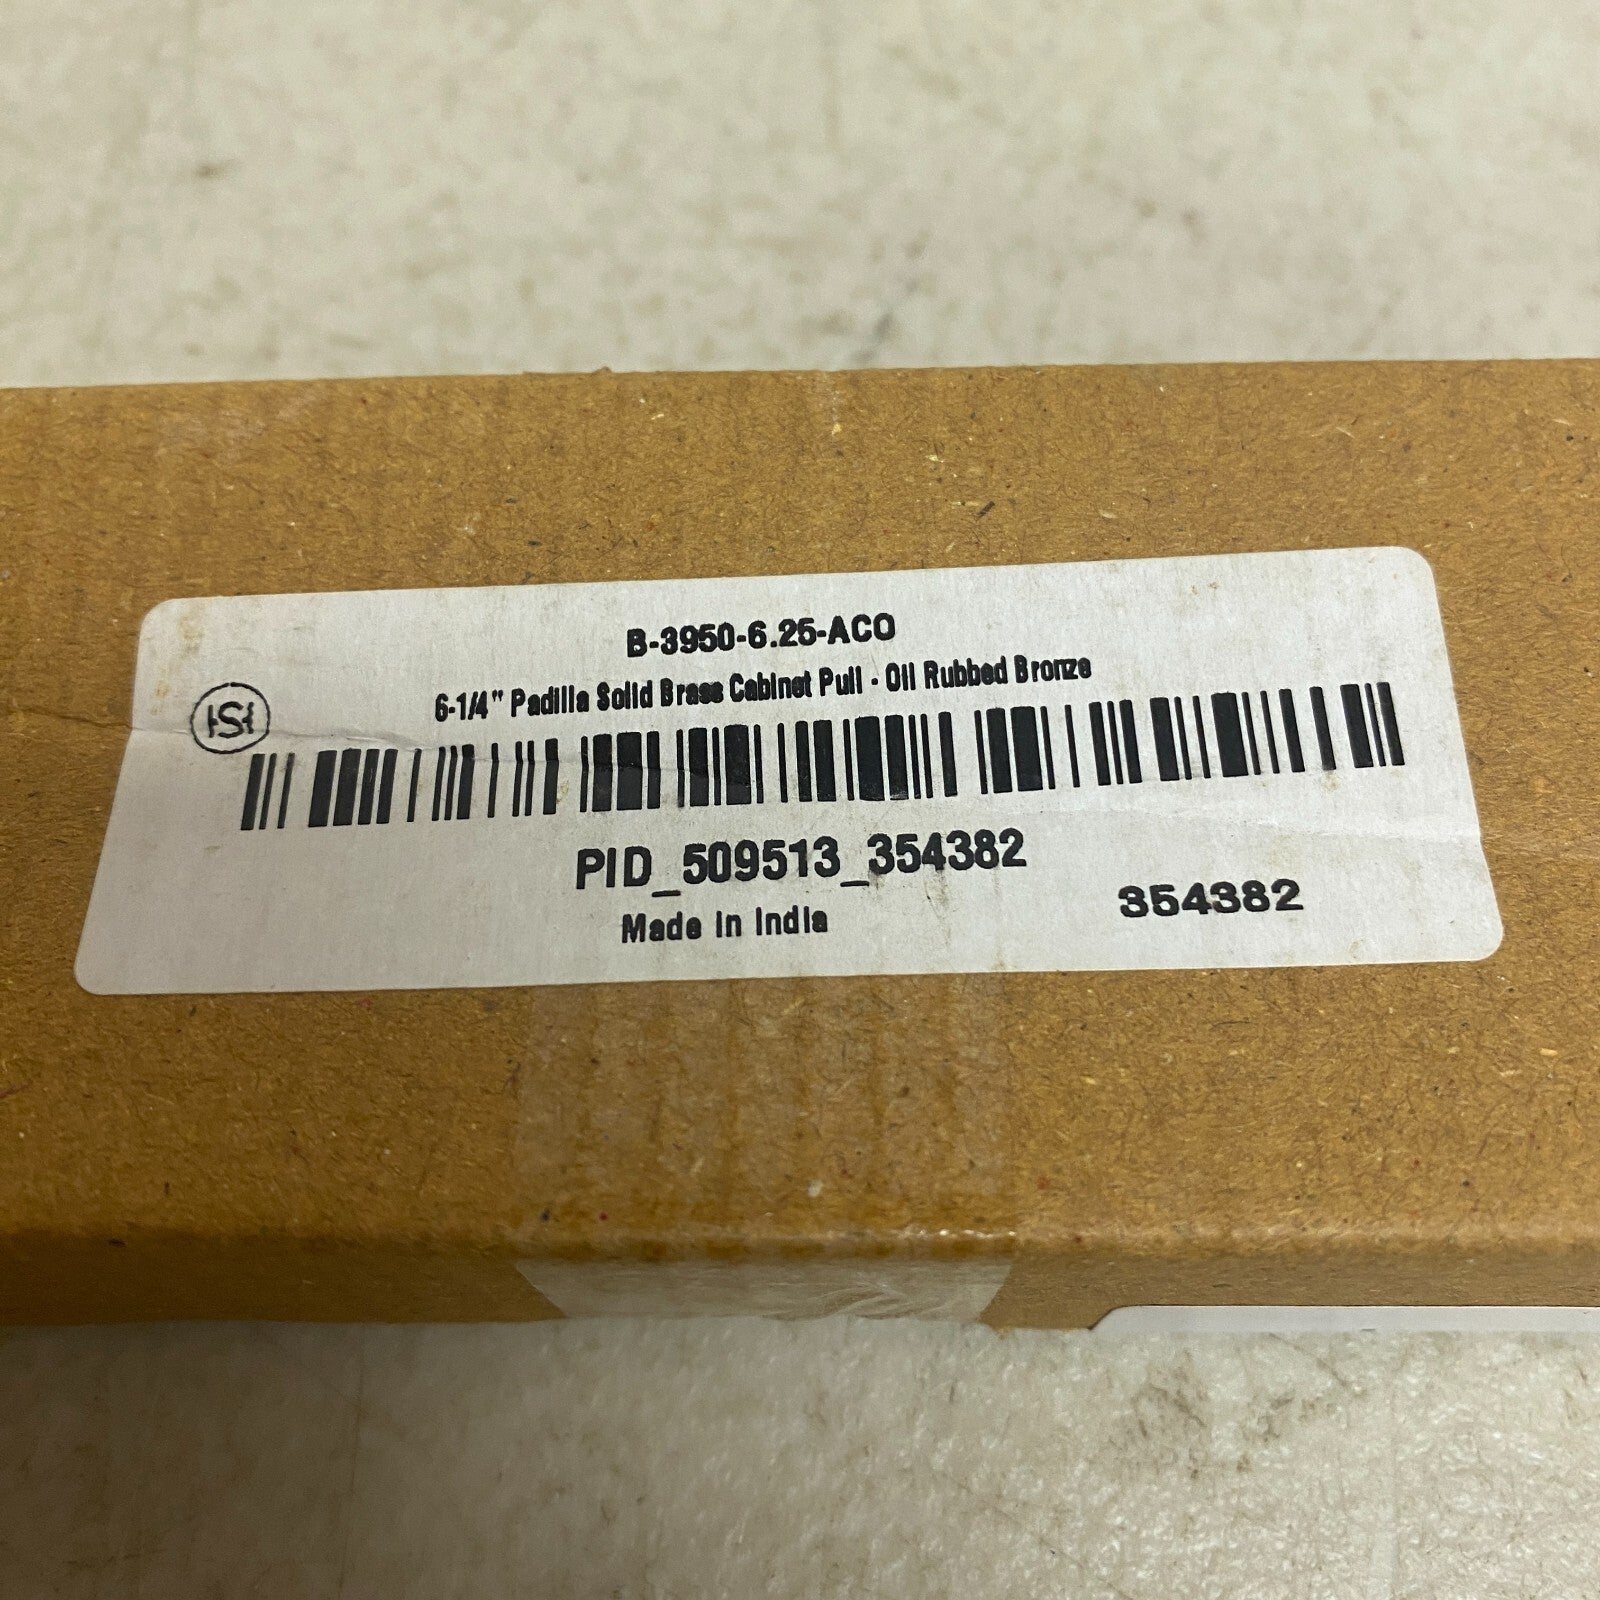 B-3950-6.25-ACO
6-1/4" Padilla Solid Brass Cabinet Pull - Oil Rubbed Bronze
PID_509513_354382
Made in India
354382